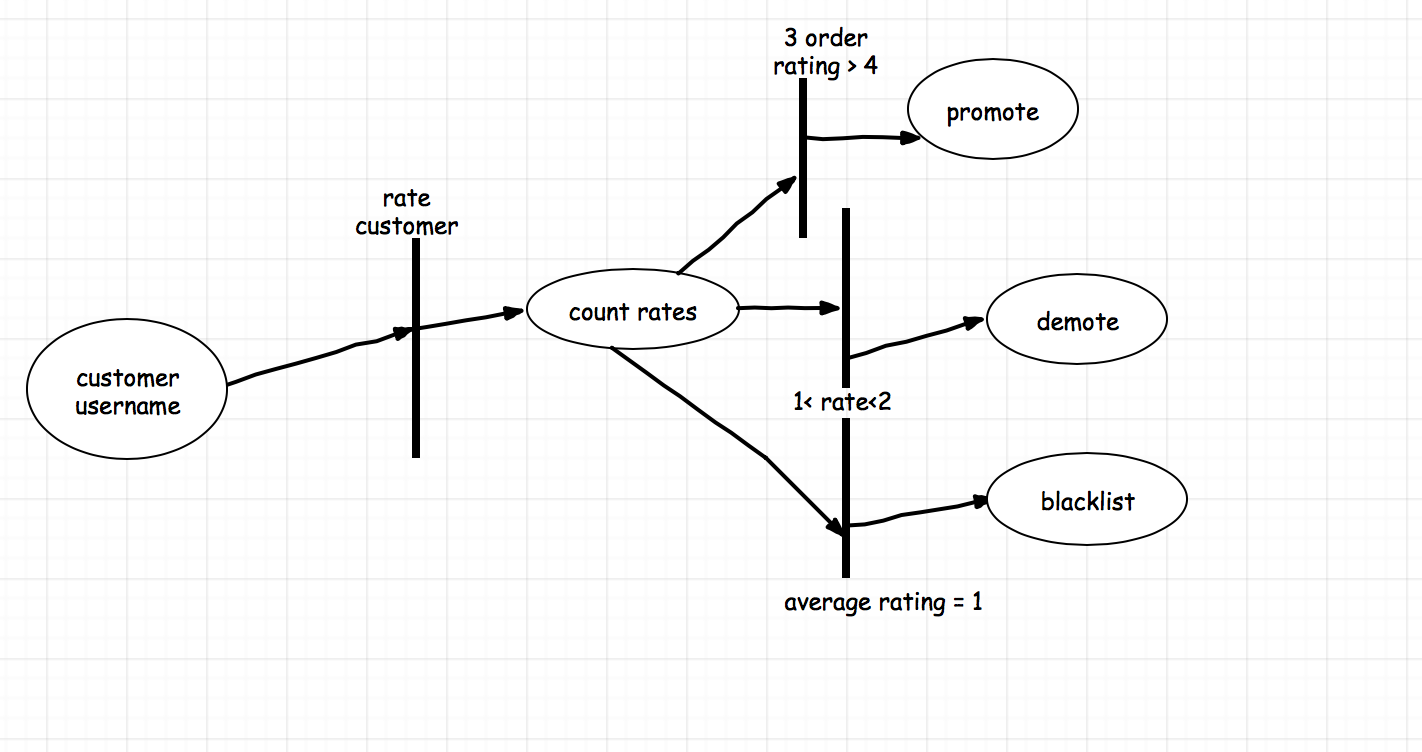 3 order
rating > 4
promote
rate
customer
count rates
customer
username
demote
1< rate<2
blacklist
average rating = 1